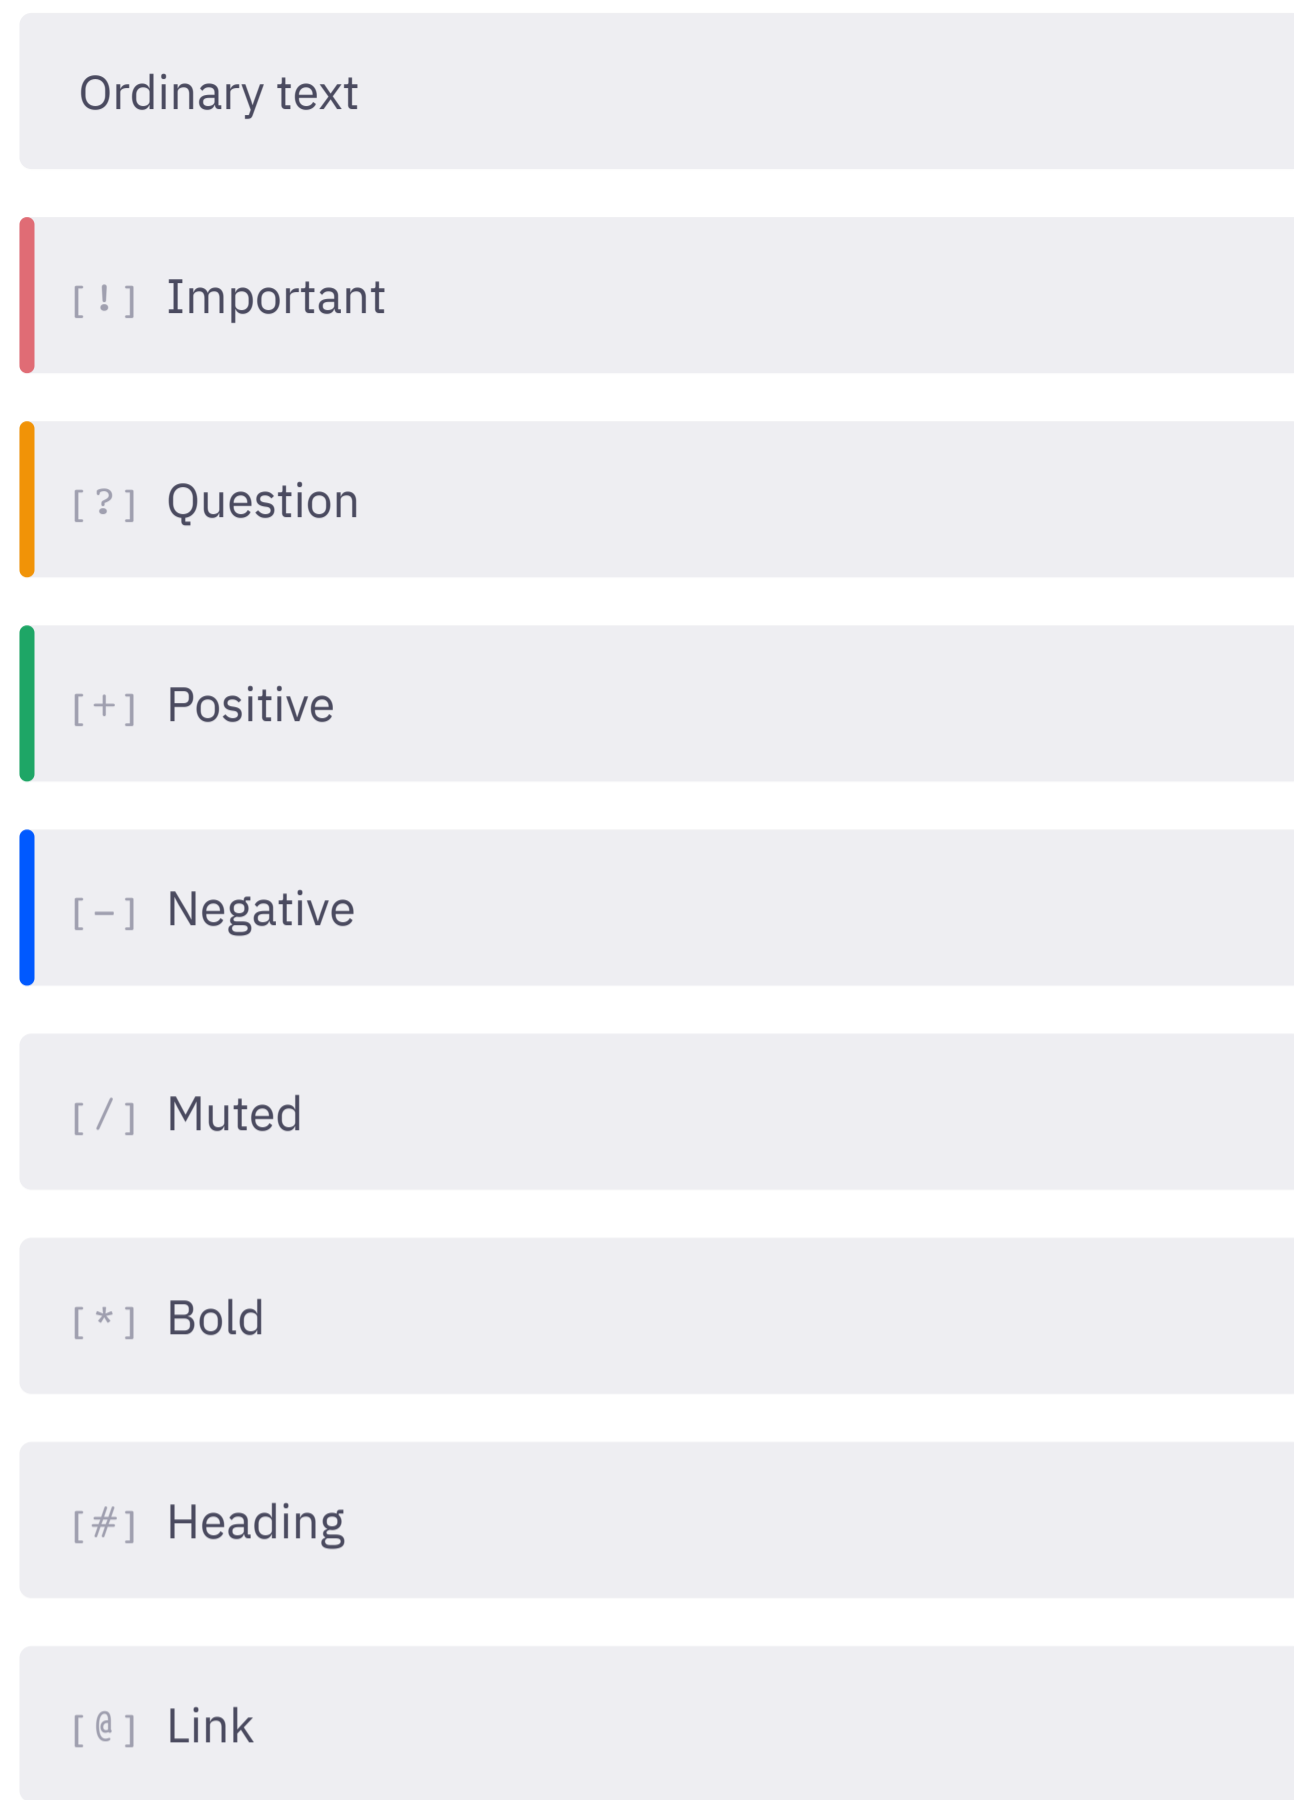 Ordinary text
[!] Important
[?] Question
[+] Positive
[-] Negative
[/] Muted
[*] Bold
[#] Heading
[@] Link